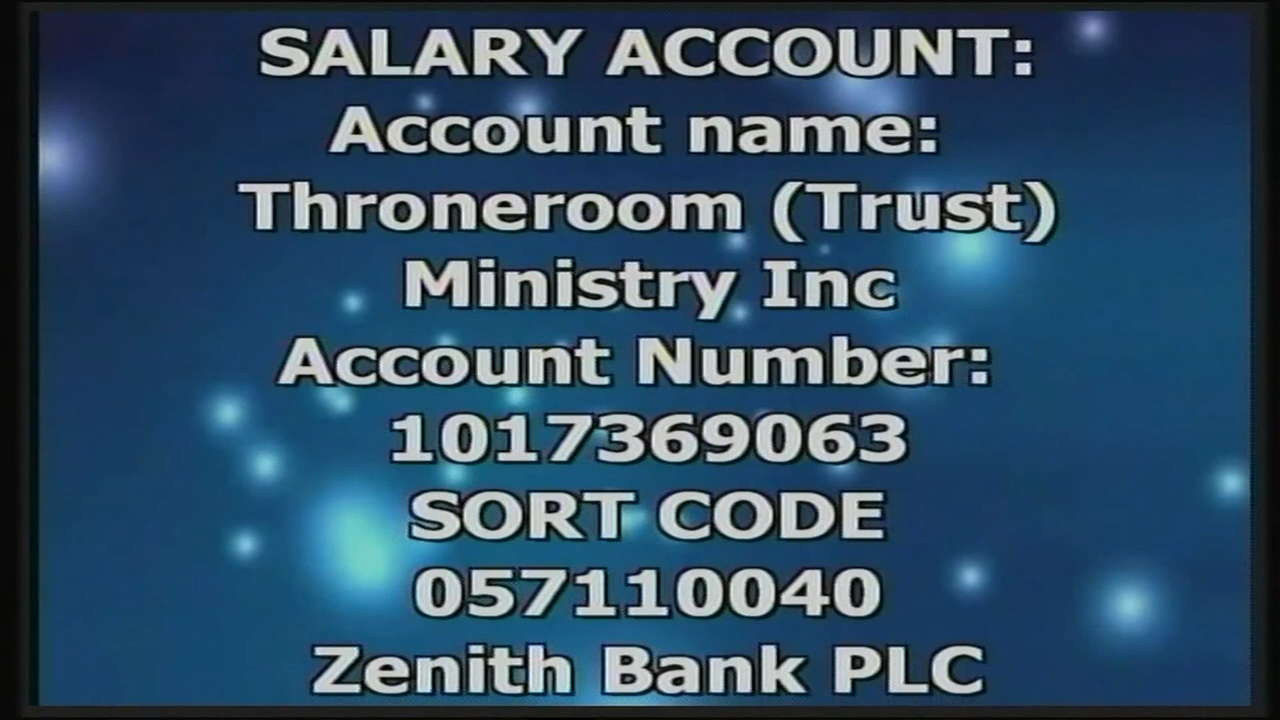 SALARY ACCOUNT:
Account name:
Throneroom (Trust)
Ministry Inc
Account Number:
1017369063
SORT CODE
057110040
Zenith Bank PLC